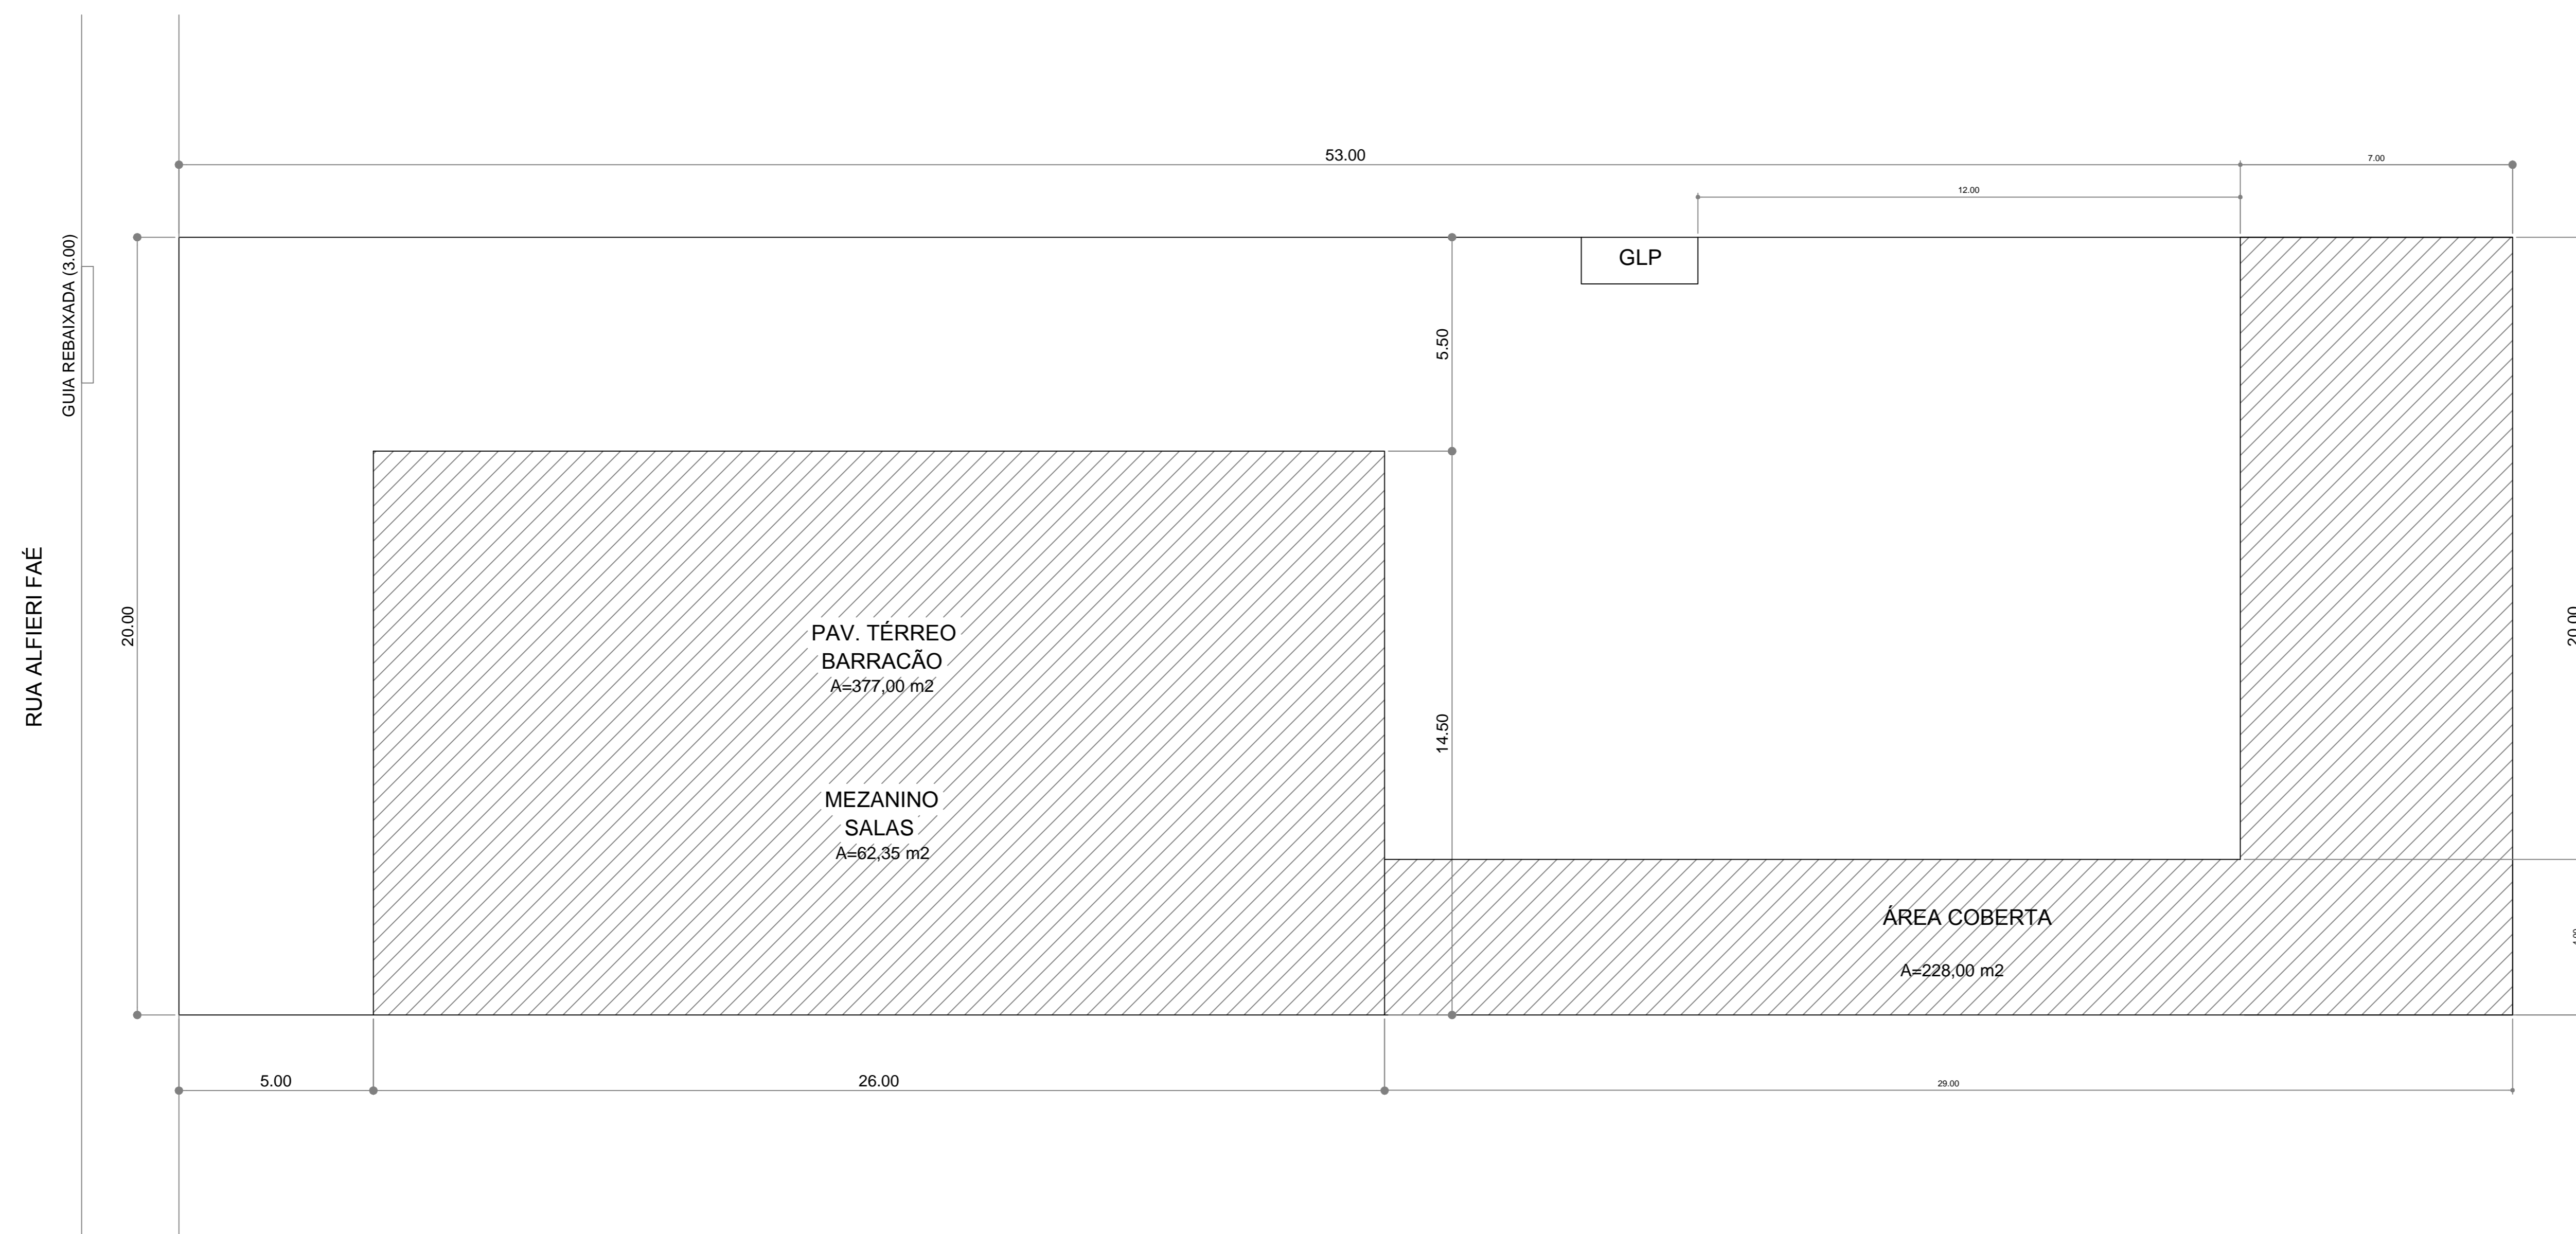 53.00
7.00
12.00
GLP
GUIA REBAIXADA (3.00)
5.50
RUA ALFIERI FAÉ
20.00
20.00
PAV. TÉRREO
BARRACÃO
A=377,00 m2
14.50
MEZANINO
SALAS
A=62,35 m2
ÁREA COBERTA
A=228,00 m2
5.00
26.00
29.00